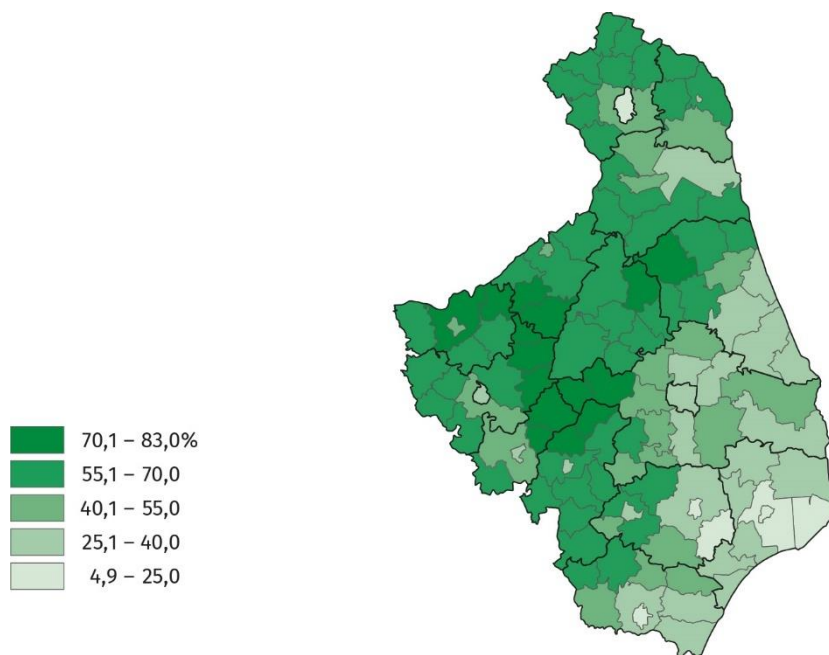 70,1 – 83,0%
55,1 – 70,0
40,1 – 55,0
25,1 – 40,0
4,9 – 25,0